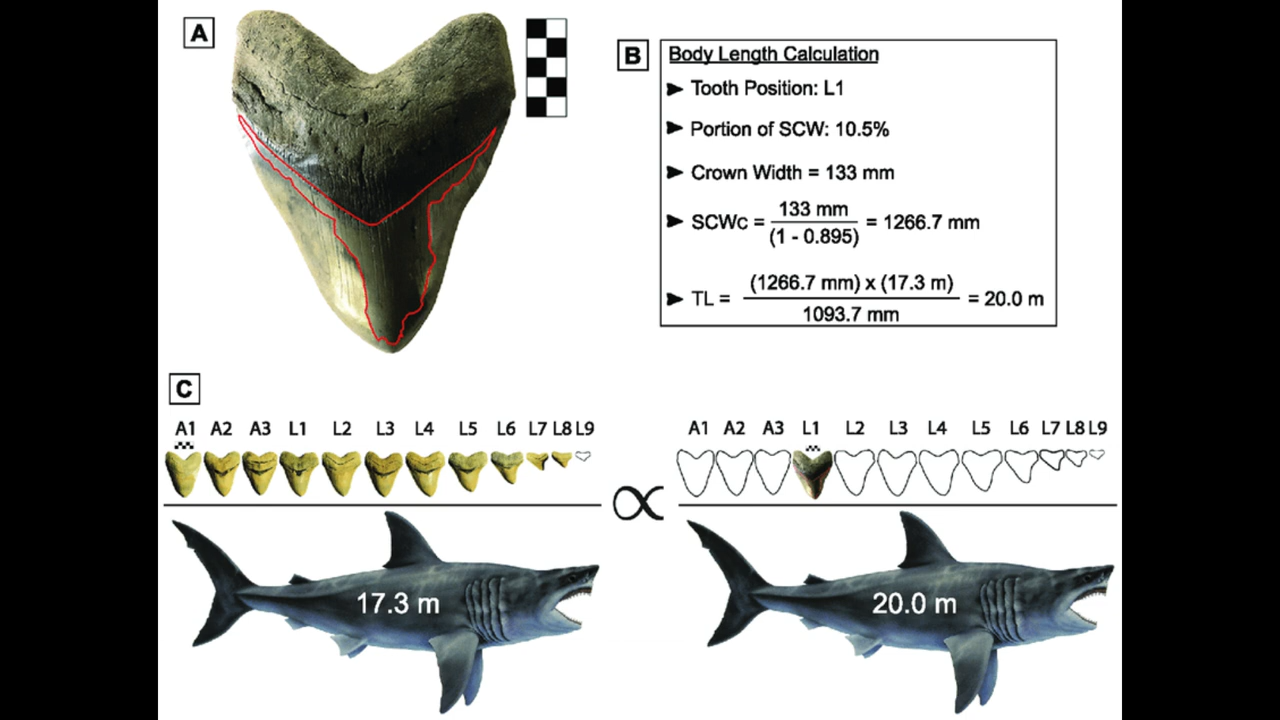 A
B
Body Length Calculation
► Tooth Position: L1
► Portion of SCW: 10.5%
► Crown Width = 133 mm
► SCWc = 133 mm / (1 - 0.895) = 1266.7 mm
► TL = (1266.7 mm) x (17.3 m) / 1093.7 mm = 20.0 m
C
A1 A2 A3 L1 L2 L3 L4 L5 L6 L7 L8 L9
A1 A2 A3 L1 L2 L3 L4 L5 L6 L7 L8 L9
∝
17.3 m
20.0 m